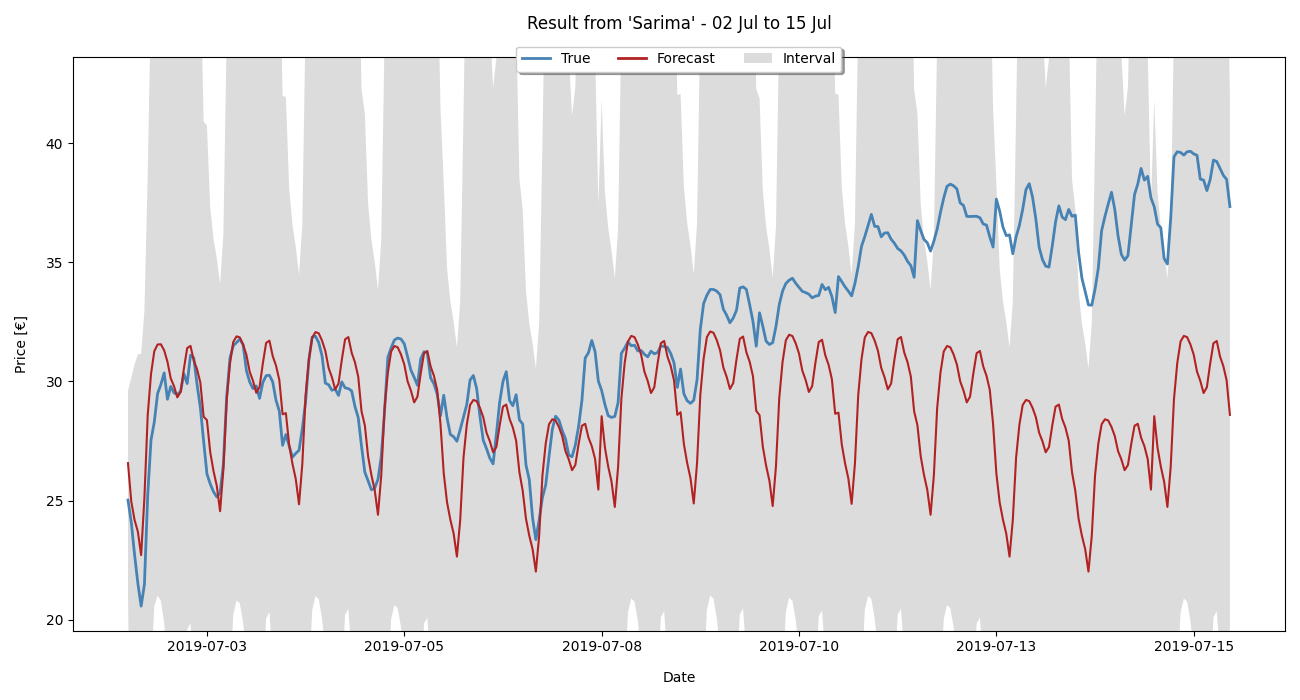 Result from 'Sarima' - 02 Jul to 15 Jul
True Forecast Interval
Price [€]
40
35
30
25
20
2019-07-03 2019-07-05 2019-07-08 2019-07-10 2019-07-13 2019-07-15
Date